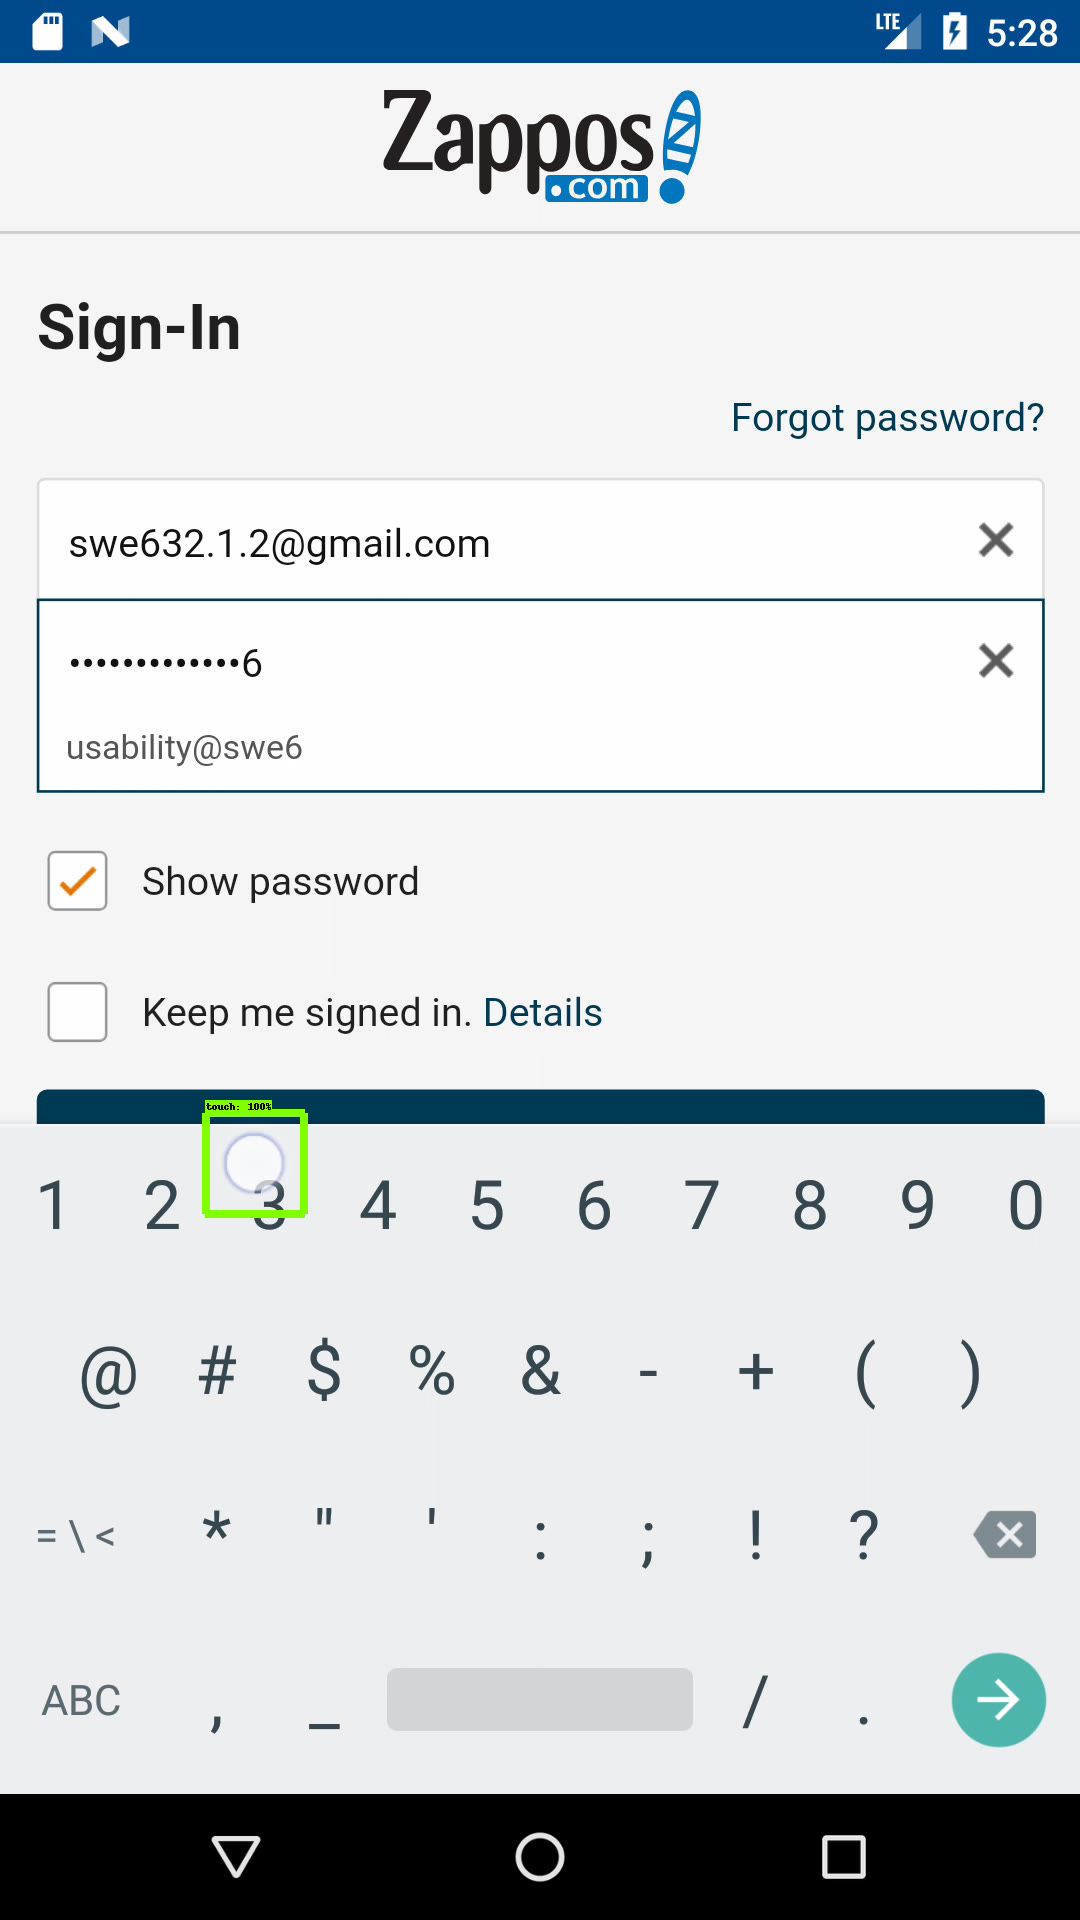 LTE 5:28
Zappos
.com
Sign-In
Forgot password?
swe632.1.2@gmail.com
•••••••••••••6
usability@swe6
Show password
Keep me signed in. Details
touch: 100%
1 2 3 4 5 6 7 8 9 0
@ # $ % & - + ( )
= \ < * " ' : ; ! ?
ABC , _ / .